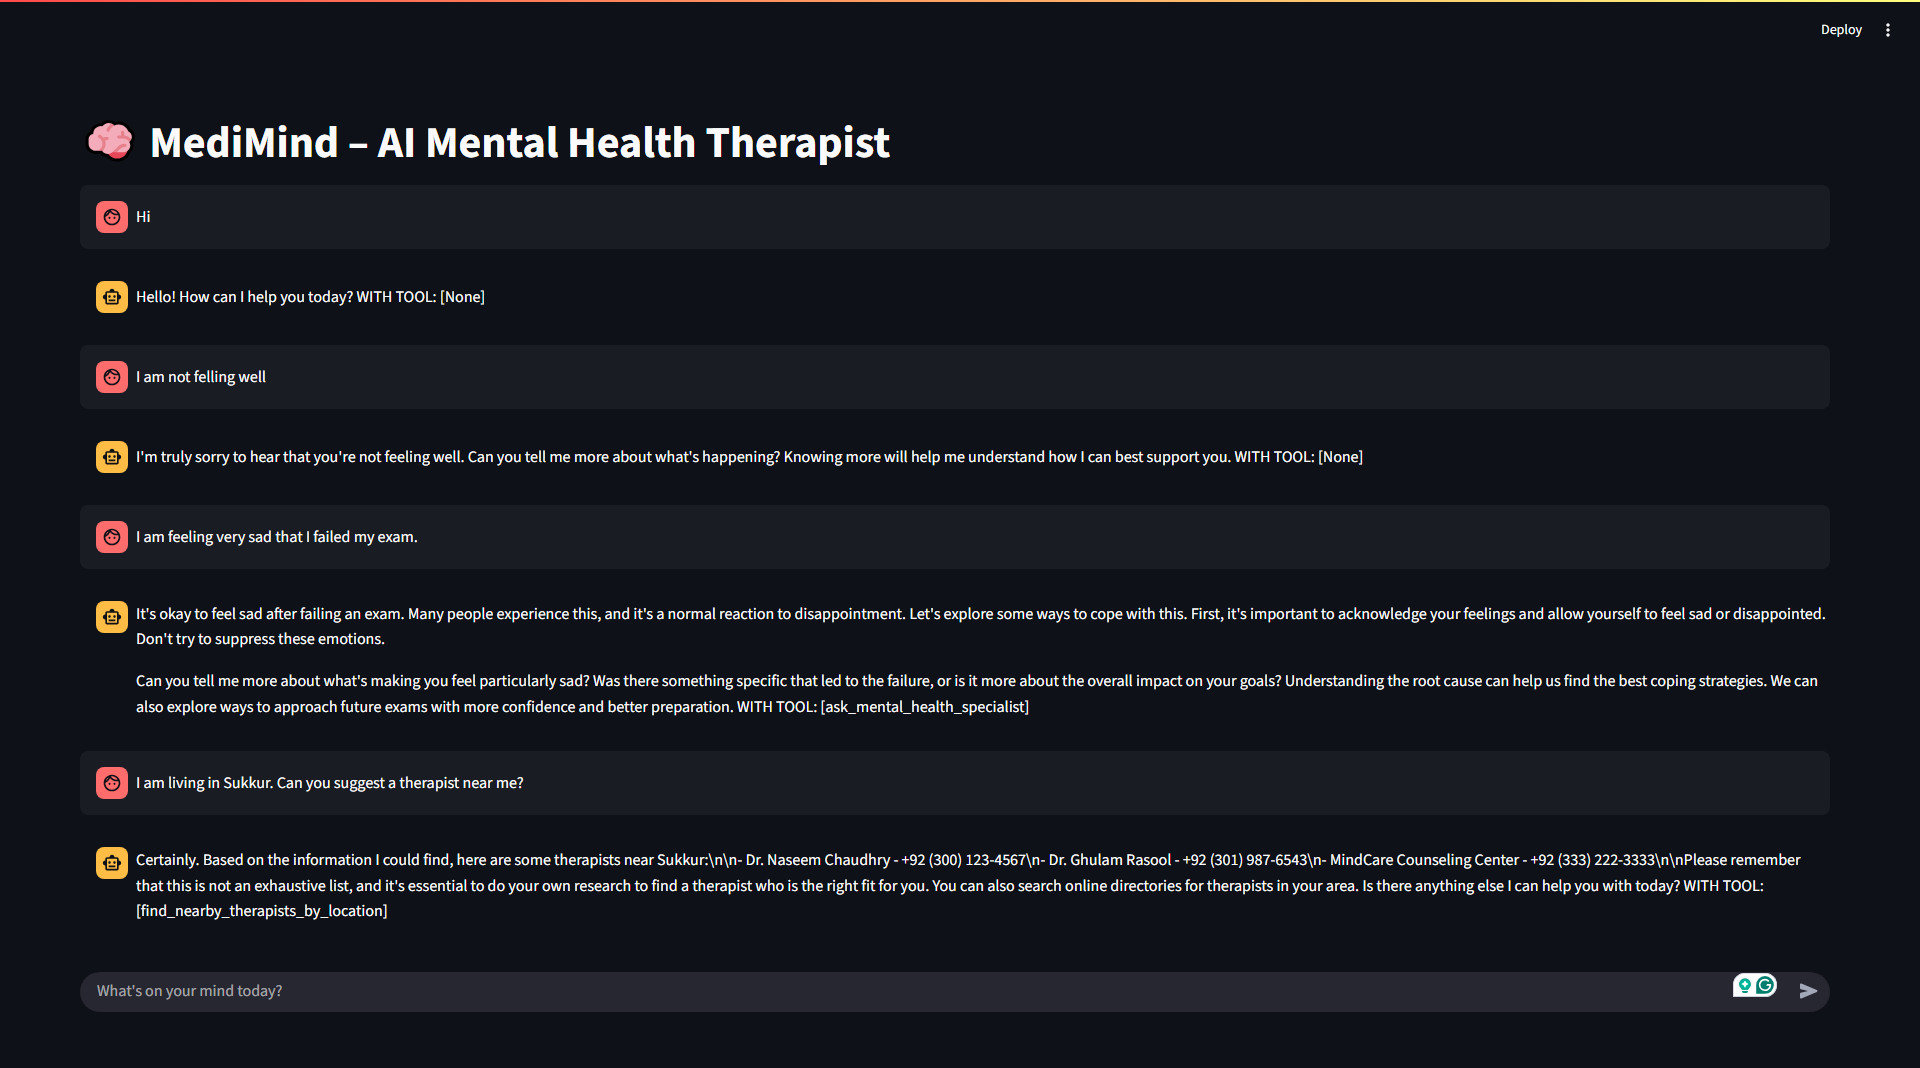 Deploy
MediMind – AI Mental Health Therapist
Hi
Hello! How can I help you today? WITH TOOL: [None]
I am not felling well
I'm truly sorry to hear that you're not feeling well. Can you tell me more about what's happening? Knowing more will help me understand how I can best support you. WITH TOOL: [None]
I am feeling very sad that I failed my exam.
It's okay to feel sad after failing an exam. Many people experience this, and it's a normal reaction to disappointment. Let's explore some ways to cope with this. First, it's important to acknowledge your feelings and allow yourself to feel sad or disappointed.
Don't try to suppress these emotions.
Can you tell me more about what's making you feel particularly sad? Was there something specific that led to the failure, or is it more about the overall impact on your goals? Understanding the root cause can help us find the best coping strategies. We can
also explore ways to approach future exams with more confidence and better preparation. WITH TOOL: [ask_mental_health_specialist]
I am living in Sukkur. Can you suggest a therapist near me?
Certainly. Based on the information I could find, here are some therapists near Sukkur:\n\n- Dr. Naseem Chaudhry - +92 (300) 123-4567\n- Dr. Ghulam Rasool - +92 (301) 987-6543\n- MindCare Counseling Center - +92 (333) 222-3333\n\nPlease remember
that this is not an exhaustive list, and it's essential to do your own research to find a therapist who is the right fit for you. You can also search online directories for therapists in your area. Is there anything else I can help you with today? WITH TOOL:
[find_nearby_therapists_by_location]
What's on your mind today?